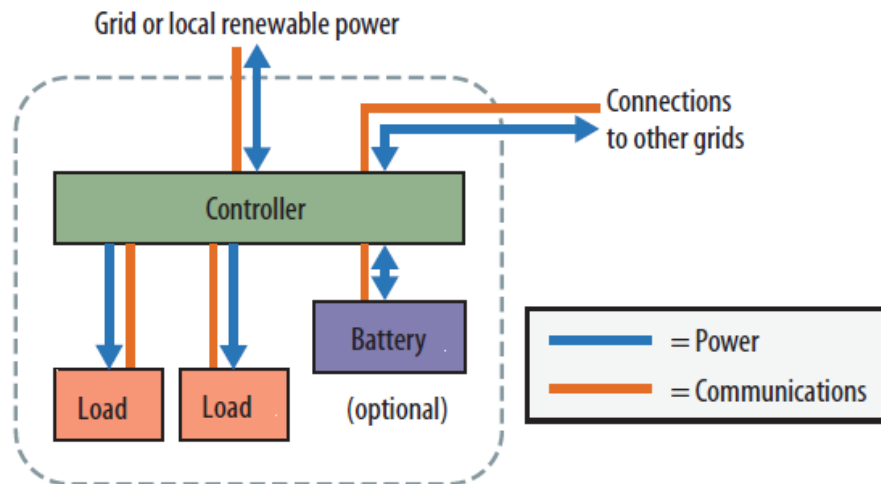 Grid or local renewable power
Connections
to other grids
Controller
Battery
Load
Load
(optional)
= Power
= Communications